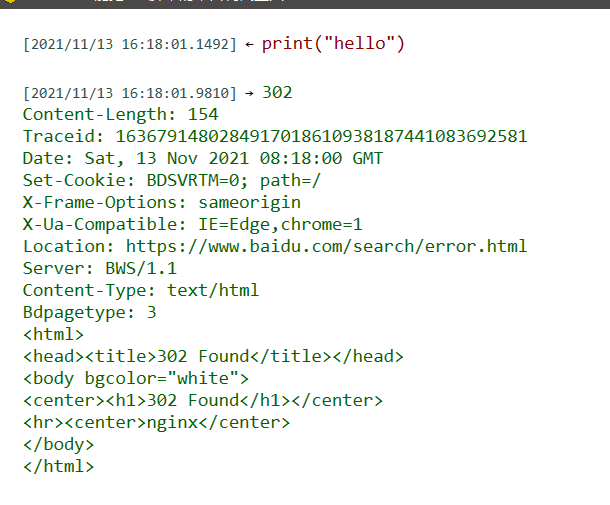 [2021/11/13 16:18:01.1492] ← print("hello")
[2021/11/13 16:18:01.9810] → 302
Content-Length: 154
Traceid: 1636791480284917018610938187441083692581
Date: Sat, 13 Nov 2021 08:18:00 GMT
Set-Cookie: BDSVRTM=0; path=/
X-Frame-Options: sameorigin
X-Ua-Compatible: IE=Edge,chrome=1
Location: https://www.baidu.com/search/error.html
Server: BWS/1.1
Content-Type: text/html
Bdpagetype: 3
<html>
<head><title>302 Found</title></head>
<body bgcolor="white">
<center><h1>302 Found</h1></center>
<hr><center>nginx</center>
</body>
</html>